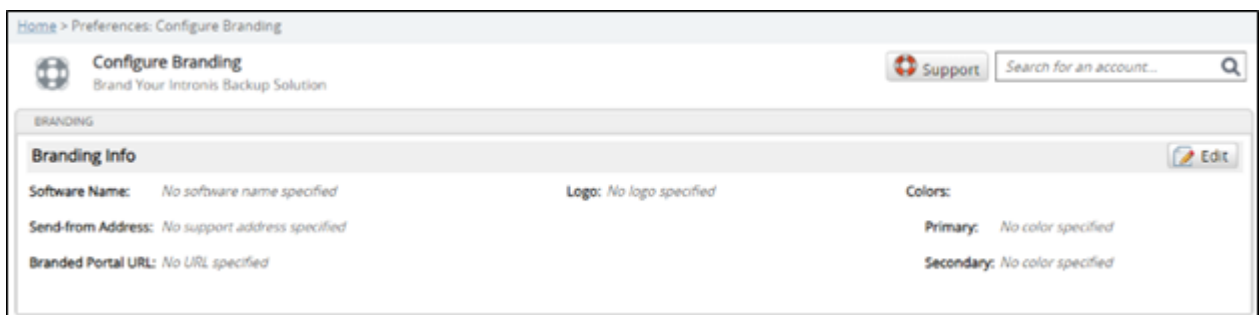 Home > Preferences: Configure Branding
Configure Branding
Brand Your Intronis Backup Solution
Support
Search for an account...
BRANDING
Branding Info
Edit
Software Name: No software name specified
Logo: No logo specified
Colors:
Send-from Address: No support address specified
Primary: No color specified
Branded Portal URL: No URL specified
Secondary: No color specified